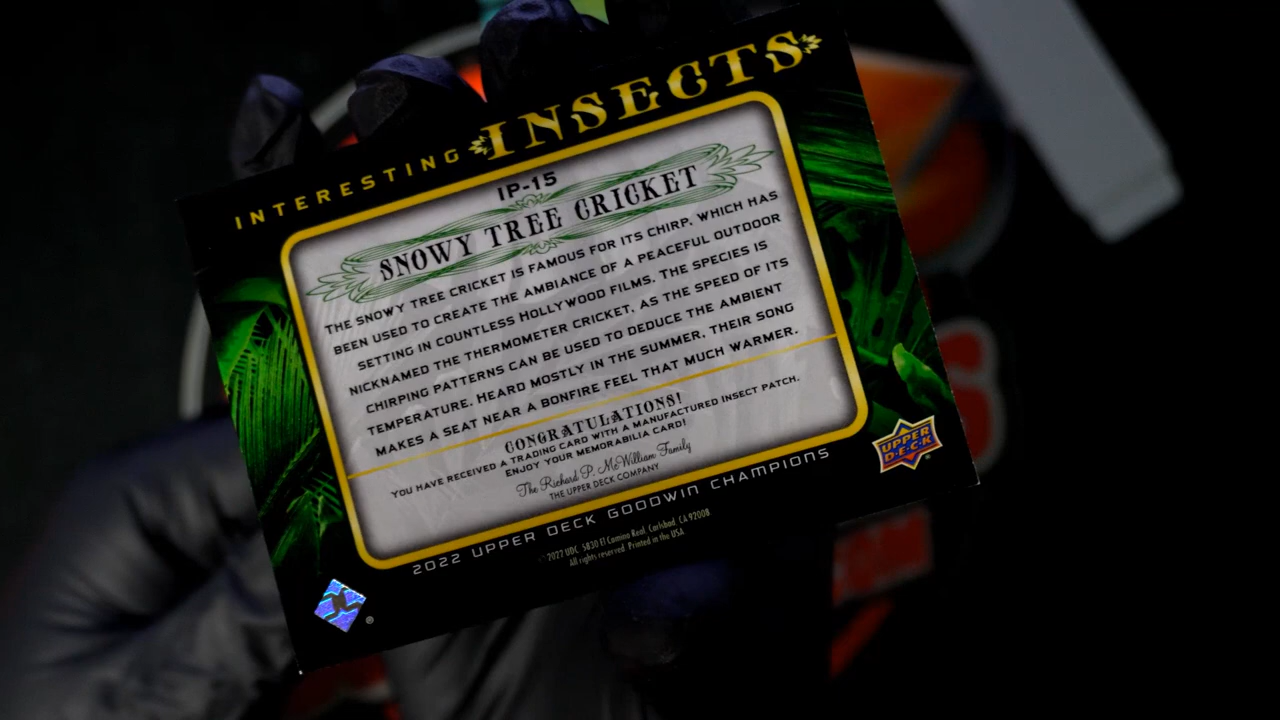 INTERESTING INSECTS
IP-15
SNOWY TREE CRICKET
THE SNOWY TREE CRICKET IS FAMOUS FOR ITS CHIRP, WHICH HAS
BEEN USED TO CREATE THE AMBIANCE OF A PEACEFUL OUTDOOR
SETTING IN COUNTLESS HOLLYWOOD FILMS. THE SPECIES IS
NICKNAMED THE THERMOMETER CRICKET, AS THE SPEED OF ITS
CHIRPING PATTERNS CAN BE USED TO DEDUCE THE AMBIENT
TEMPERATURE. HEARD MOSTLY IN THE SUMMER, THEIR SONG
MAKES A SEAT NEAR A BONFIRE FEEL THAT MUCH WARMER.
CONGRATULATIONS!
YOU HAVE RECEIVED A TRADING CARD WITH A MANUFACTURED INSECT PATCH.
ENJOY YOUR MEMORABILIA CARD!
The Richard P. McWilliam Family
THE UPPER DECK COMPANY
2022 UPPER DECK GOODWIN CHAMPIONS
UPPER
DECK
2022 UDC. 5830 El Camino Real, Carlsbad, CA 92008
All rights reserved. Printed in the USA